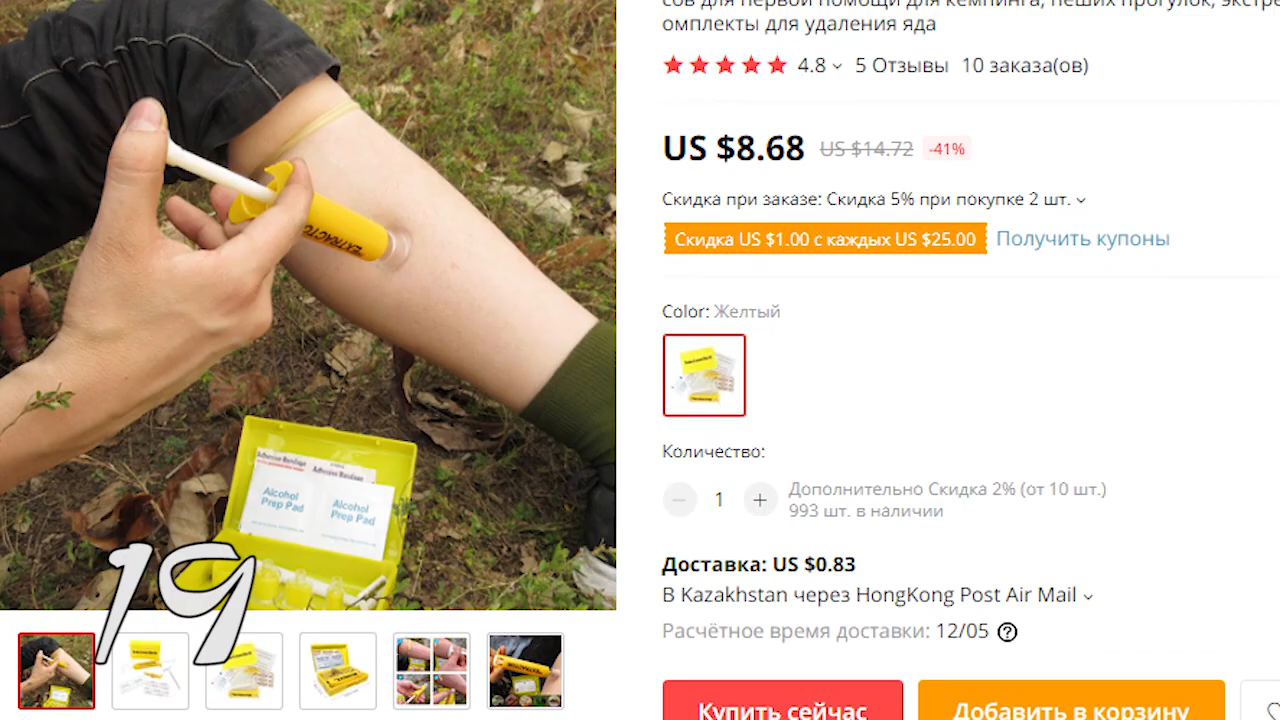 омплекты для удаления яда
4.8 5 Отзывы 10 заказа(ов)
US $8.68 US $14.72 -41%
Скидка при заказе: Скидка 5% при покупке 2 шт.
Скидка US $1.00 с каждых US $25.00 Получить купоны
Color: Желтый
Количество:
1
Дополнительно Скидка 2% (от 10 шт.)
993 шт. в наличии
Доставка: US $0.83
В Kazakhstan через HongKong Post Air Mail
Расчётное время доставки: 12/05
Купить сейчас
Добавить в корзину
Adhesive Bandage
Adhesive Bandage
Alcohol
Prep Pad
Alcohol
Prep Pad
19